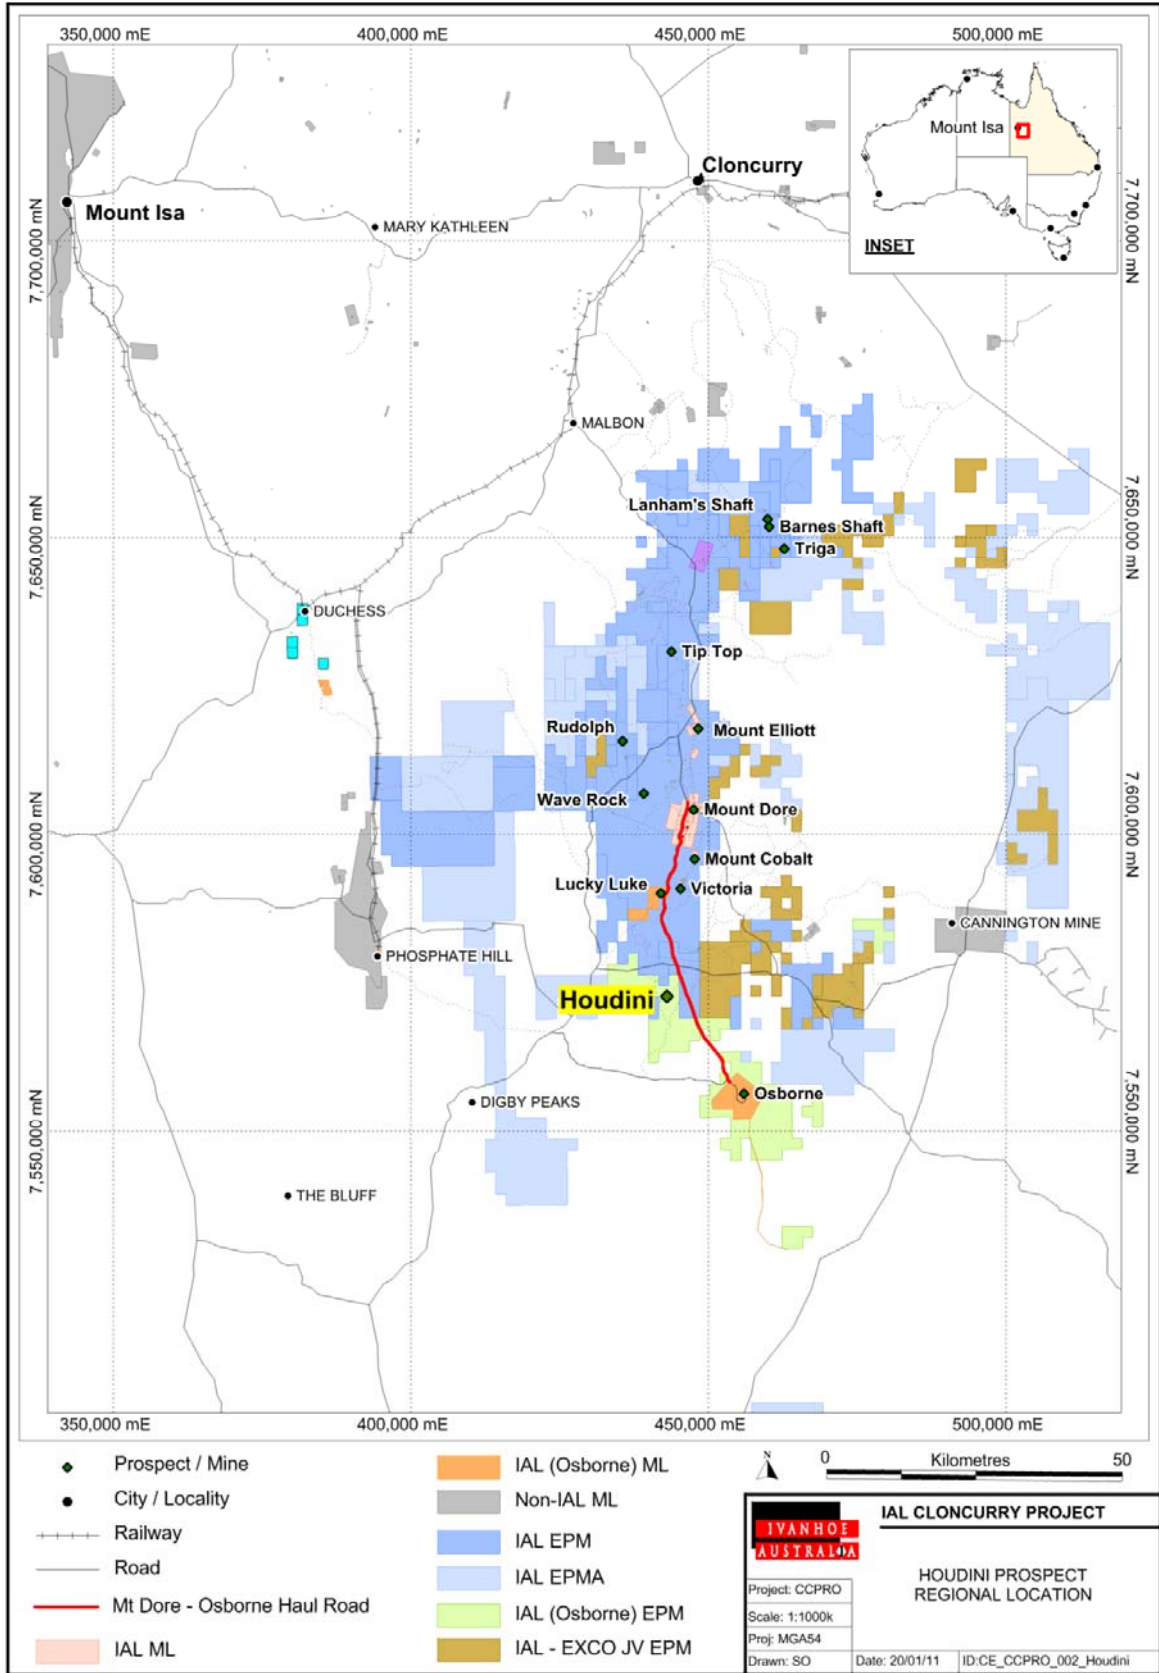 350,000 mE
400,000 mE
450,000 mE
500,000 mE
Mount Isa
INSET
Cloncurry
Mount Isa
MARY KATHLEEN
7,700,000 mN
7,700,000 mN
MALBON
Lanham's Shaft
Barnes Shaft
Triga
7,650,000 mN
7,650,000 mN
DUCHESS
Tip Top
Rudolph
Mount Elliott
Wave Rock
Mount Dore
7,600,000 mN
7,600,000 mN
Mount Cobalt
Lucky Luke
Victoria
CANNINGTON MINE
PHOSPHATE HILL
Houdini
Osborne
DIGBY PEAKS
7,550,000 mN
7,550,000 mN
THE BLUFF
350,000 mE
400,000 mE
450,000 mE
500,000 mE
Prospect / Mine
City / Locality
Railway
Road
Mt Dore - Osborne Haul Road
IAL ML
IAL (Osborne) ML
Non-IAL ML
IAL EPM
IAL EPMA
IAL (Osborne) EPM
IAL - EXCO JV EPM
N
0 Kilometres 50
IVANHOE
AUSTRALIA
IAL CLONCURRY PROJECT
HOUDINI PROSPECT
REGIONAL LOCATION
Project: CCPRO
Scale: 1:1000k
Proj: MGA54
Drawn: SO
Date: 20/01/11
ID:CE_CCPRO_002_Houdini